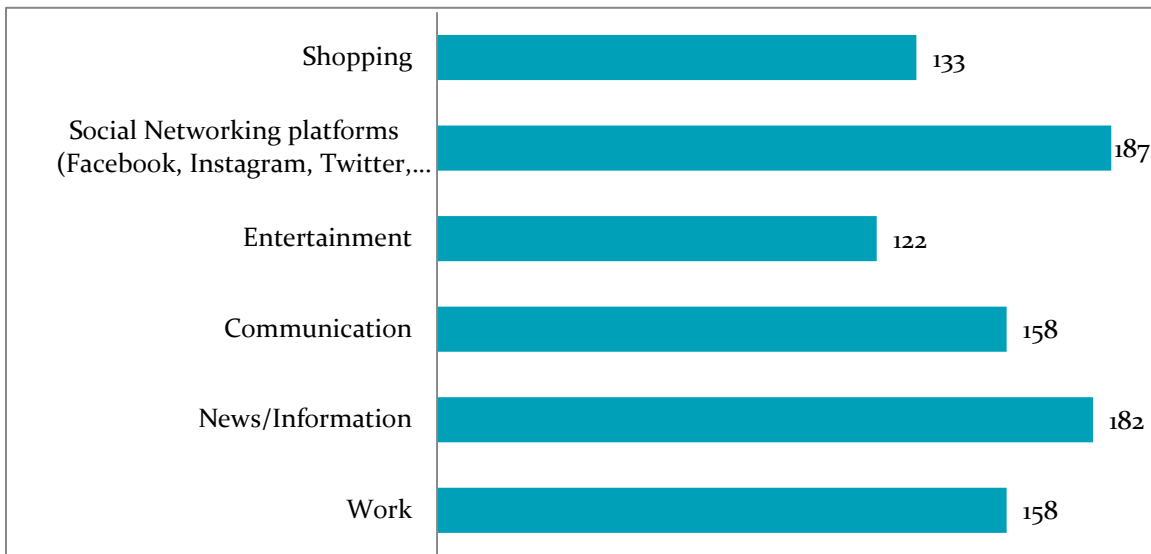 Shopping
133
Social Networking platforms
(Facebook, Instagram, Twitter,...
187
Entertainment
122
Communication
158
News/Information
182
Work
158